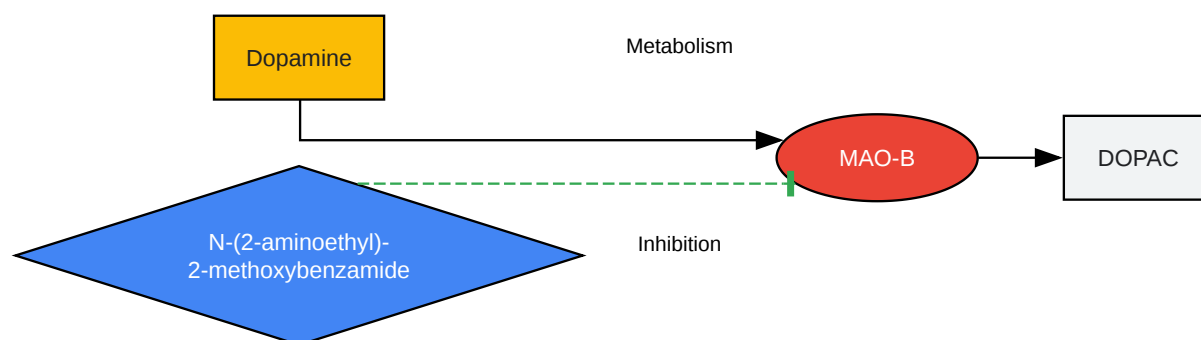 Dopamine
Metabolism
MAO-B
DOPAC
N-(2-aminoethyl)-
2-methoxybenzamide
Inhibition